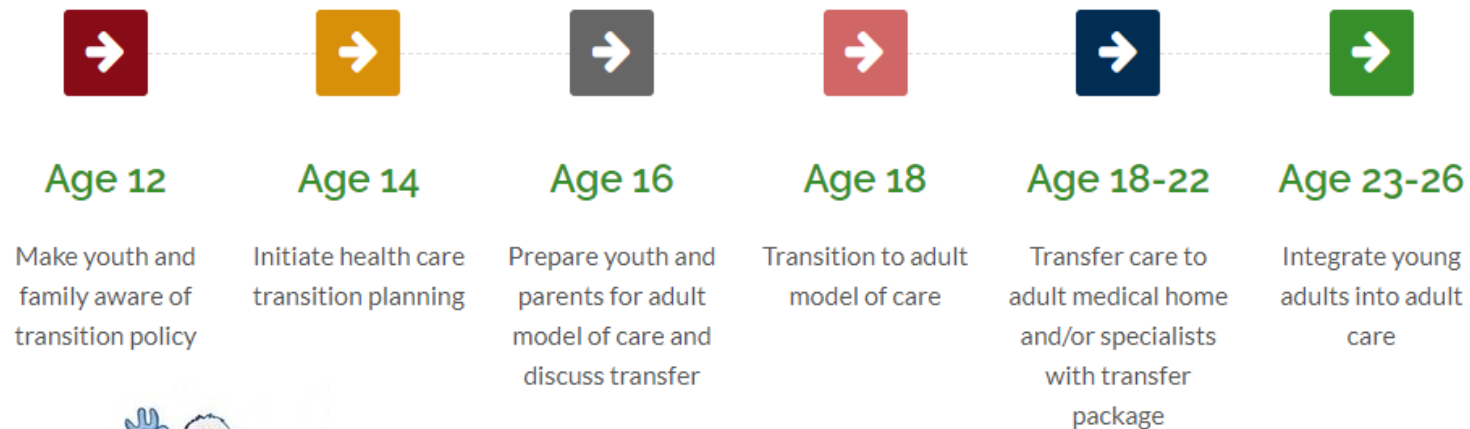 Age 12
Make youth and
family aware of
transition policy
Age 14
Initiate health care
transition planning
Age 16
Prepare youth and
parents for adult
model of care and
discuss transfer
Age 18
Transition to adult
model of care
Age 18-22
Transfer care to
adult medical home
and/or specialists
with transfer
package
Age 23-26
Integrate young
adults into adult
care